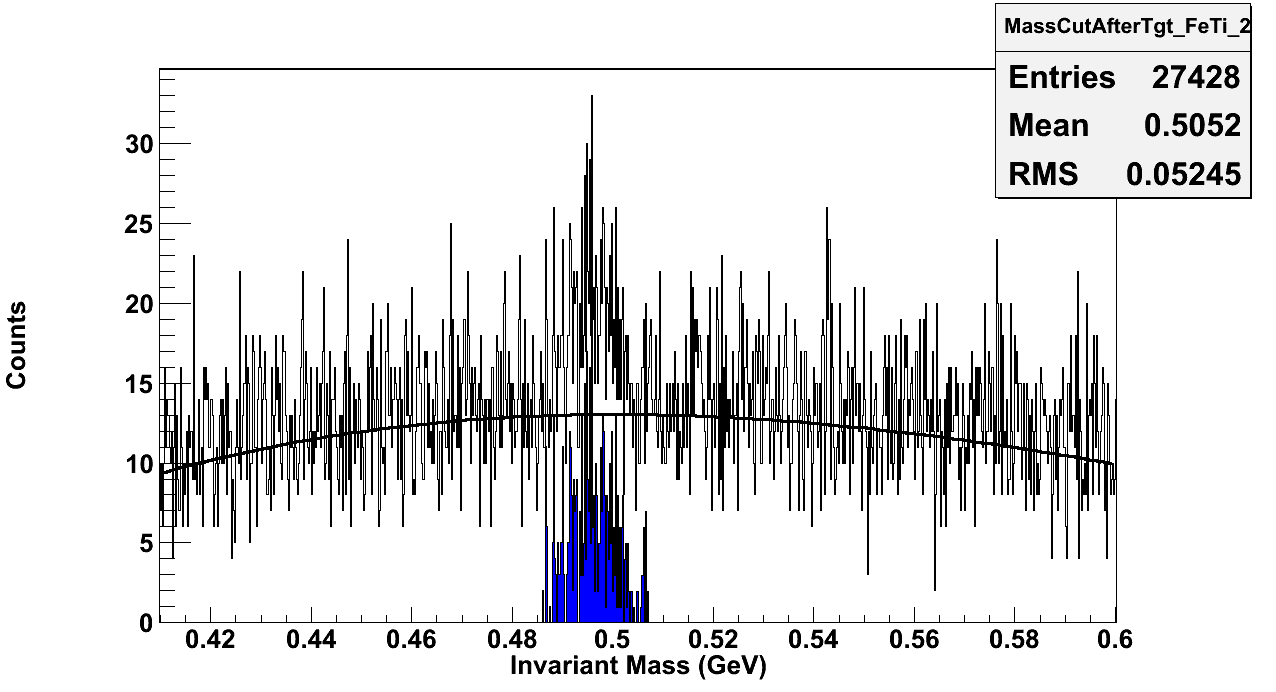 MassCutAfterTgt_FeTi_2
Entries 27428
Mean 0.5052
RMS 0.05245
30
25
20
15
10
5
0
Counts
0.42 0.44 0.46 0.48 0.5 0.52 0.54 0.56 0.58 0.6
Invariant Mass (GeV)